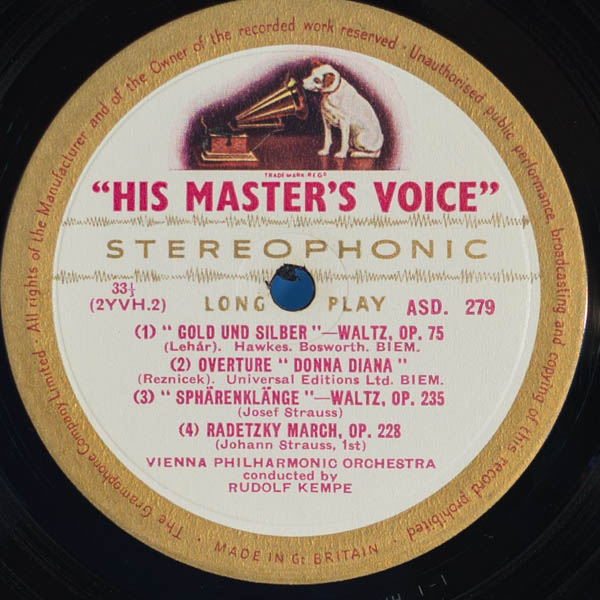 All rights of the Manufacturer and of the Owner of the recorded work reserved · Unauthorised public performance, broadcasting and copying of this record prohibited
TRADE MARK REGD
"HIS MASTER'S VOICE"
STEREOPHONIC
33⅓
(2YVH.2) LONG PLAY ASD. 279
(1) "GOLD UND SILBER"—WALTZ, OP. 75
(Lehár). Hawkes. Bosworth. BIEM.
(2) OVERTURE "DONNA DIANA"
(Reznicek). Universal Editions Ltd. BIEM.
(3) "SPHÄRENKLÄNGE"—WALTZ, OP. 235
(Josef Strauss)
(4) RADETZKY MARCH, OP. 228
(Johann Strauss, 1st)
VIENNA PHILHARMONIC ORCHESTRA
conducted by
RUDOLF KEMPE
The Gramophone Company Limited ·
· MADE IN Gt BRITAIN ·